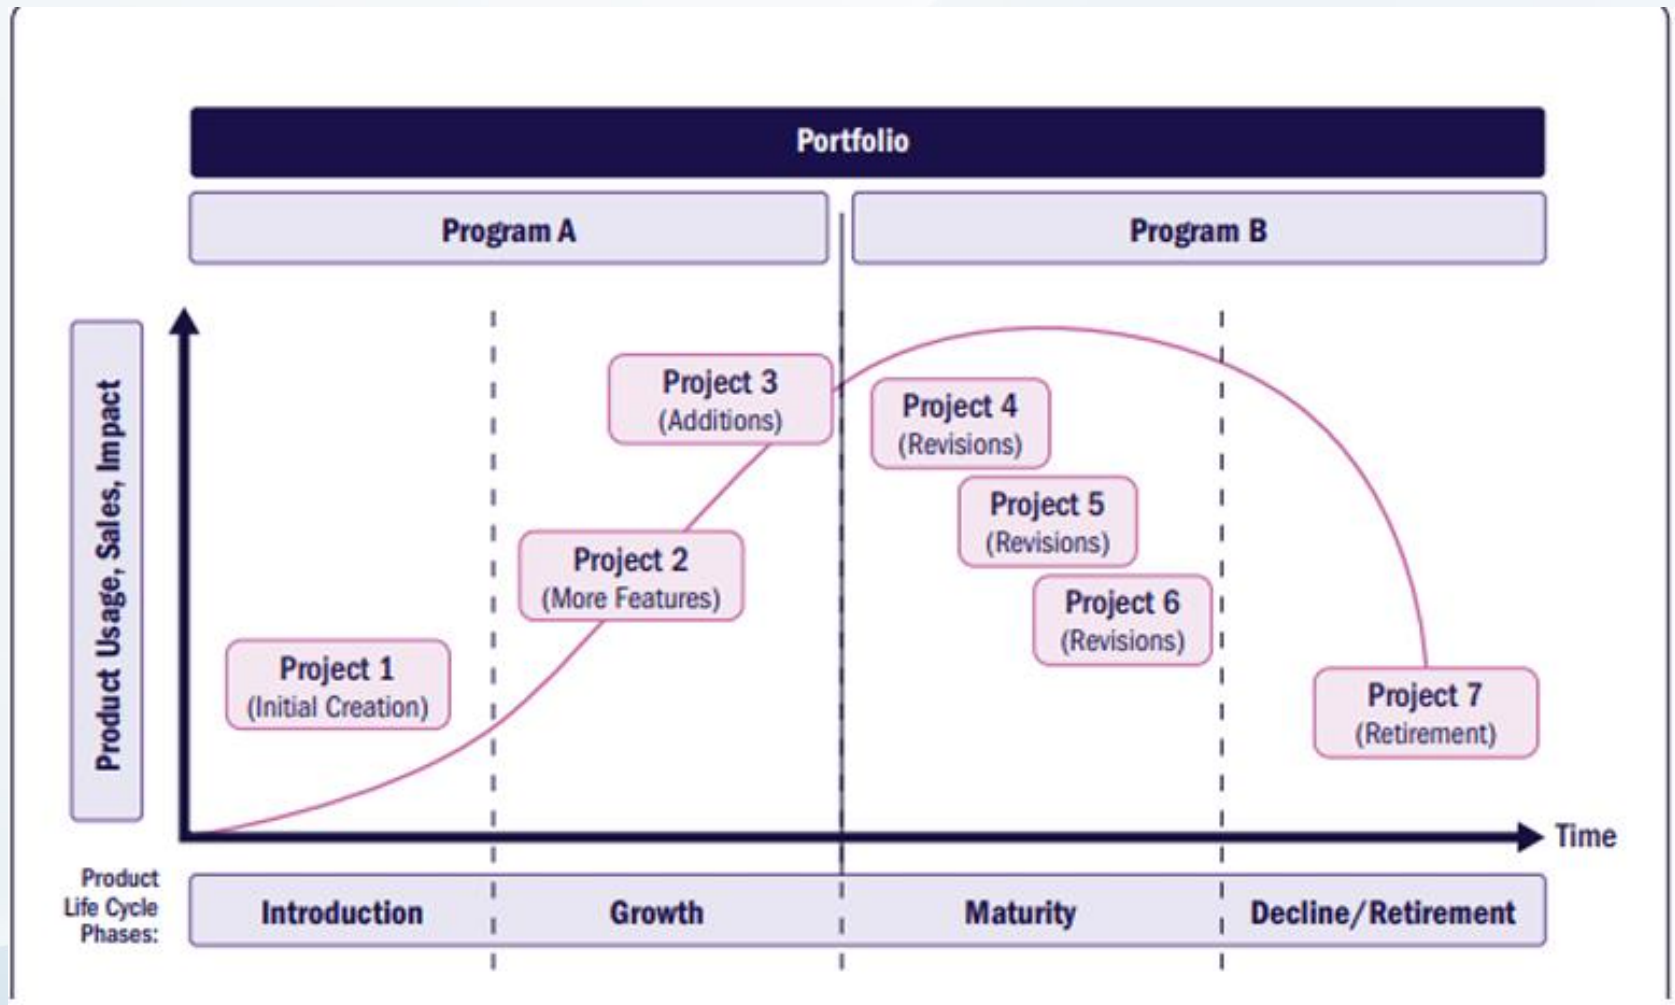 Portfolio
Program A
Program B
Product Usage, Sales, Impact
Project 1
(Initial Creation)
Project 2
(More Features)
Project 3
(Additions)
Project 4
(Revisions)
Project 5
(Revisions)
Project 6
(Revisions)
Project 7
(Retirement)
Time
Product
Life Cycle
Phases:
Introduction
Growth
Maturity
Decline/Retirement